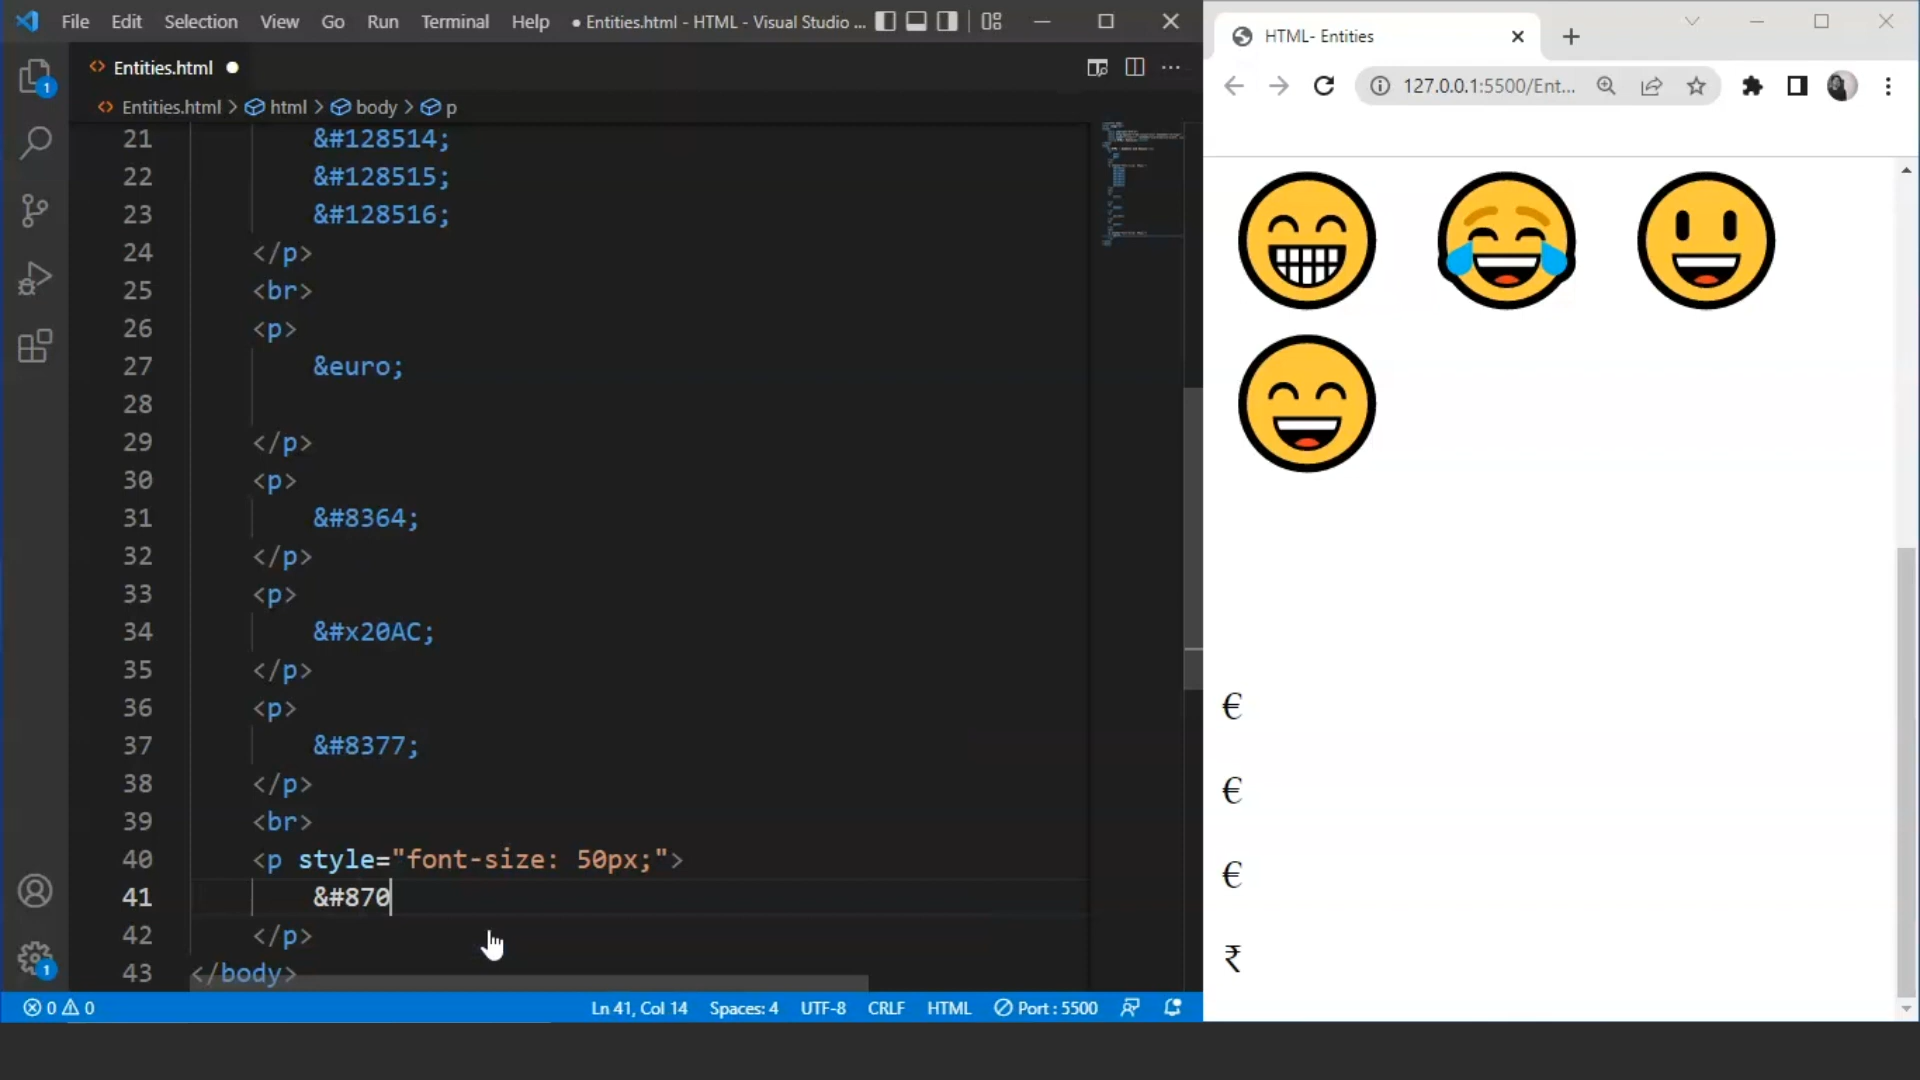 File Edit Selection View Go Run Terminal Help ● Entities.html - HTML - Visual Studio ...
Entities.html ●
Entities.html > html > body > p
21 &#128514;
22 &#128515;
23 &#128516;
24 </p>
25 <br>
26 <p>
27 &euro;
28
29 </p>
30 <p>
31 &#8364;
32 </p>
33 <p>
34 &#x20AC;
35 </p>
36 <p>
37 &#8377;
38 </p>
39 <br>
40 <p style="font-size: 50px;">
41 &#870
42 </p>
43 </body>
1
1
0 0 Ln 41, Col 14 Spaces: 4 UTF-8 CRLF HTML Port : 5500
HTML- Entities
127.0.0.1:5500/Ent...
€
€
€
₹